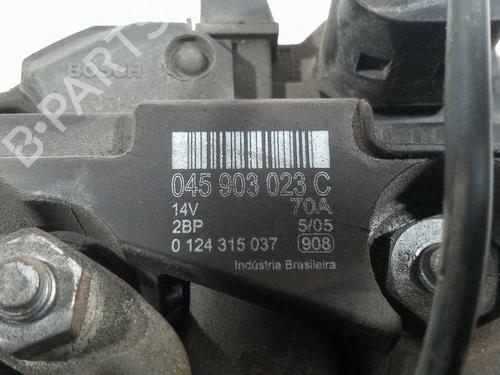 BOSCH
045 903 023 C
14V 70A
2BP 5/05
0 124 315 037 908
Indústria Brasileira
B-PARTS